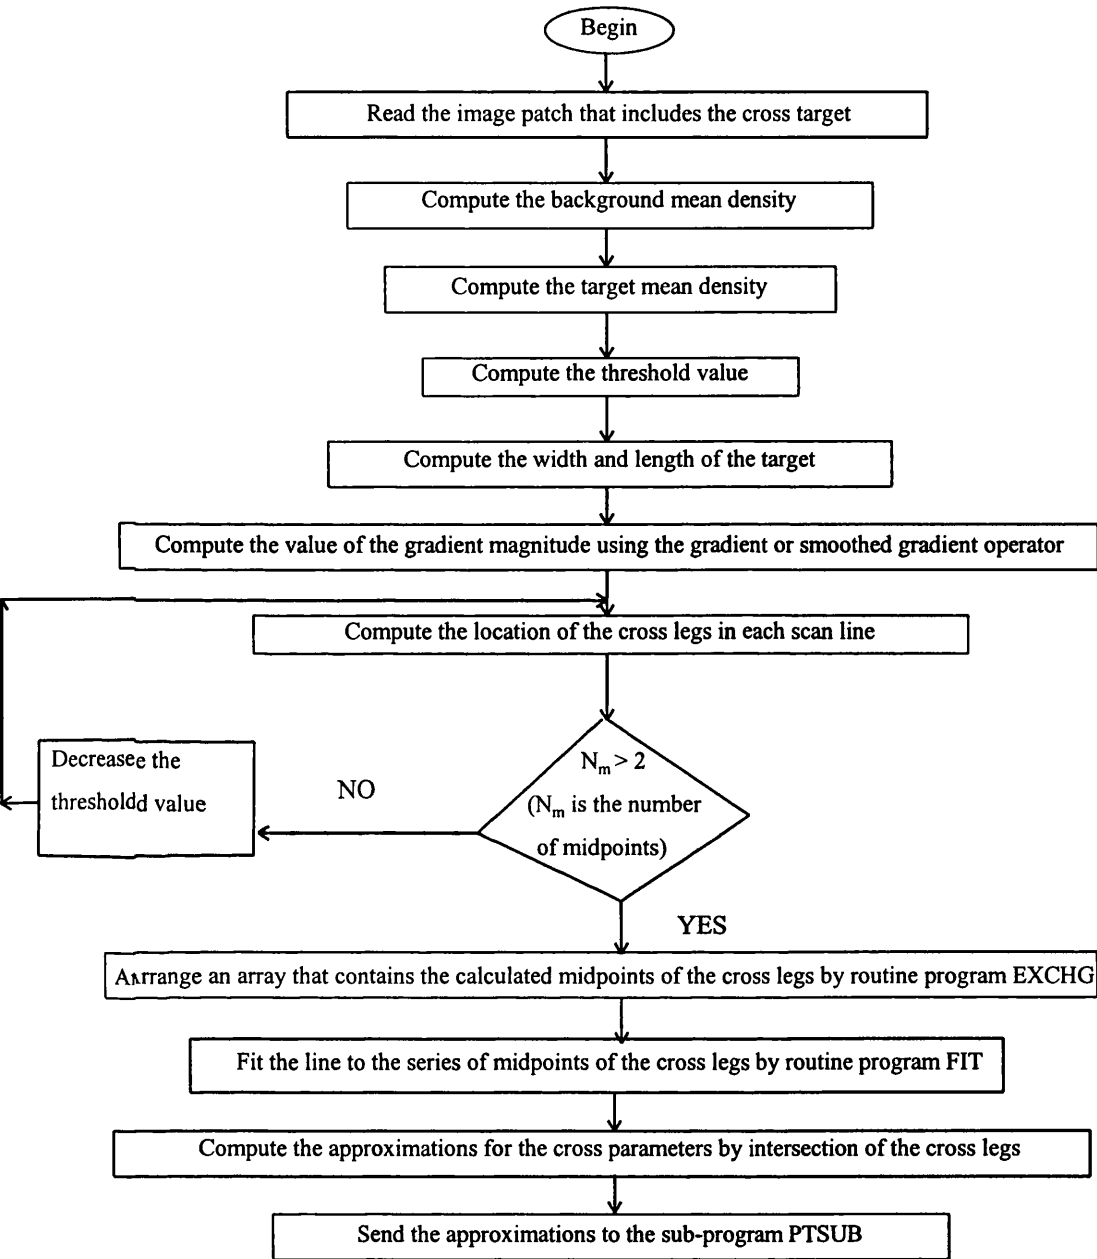 Begin
Read the image patch that includes the cross target
Compute the background mean density
Compute the target mean density
Compute the threshold value
Compute the width and length of the target
Compute the value of the gradient magnitude using the gradient or smoothed gradient operator
Compute the location of the cross legs in each scan line
Decreasee the
thresholdd value
NO
Nm > 2
(Nm is the number
of midpoints)
YES
Arrrange an array that contains the calculated midpoints of the cross legs by routine program EXCHG
Fit the line to the series of midpoints of the cross legs by routine program FIT
Compute the approximations for the cross parameters by intersection of the cross legs
Send the approximations to the sub-program PTSUB